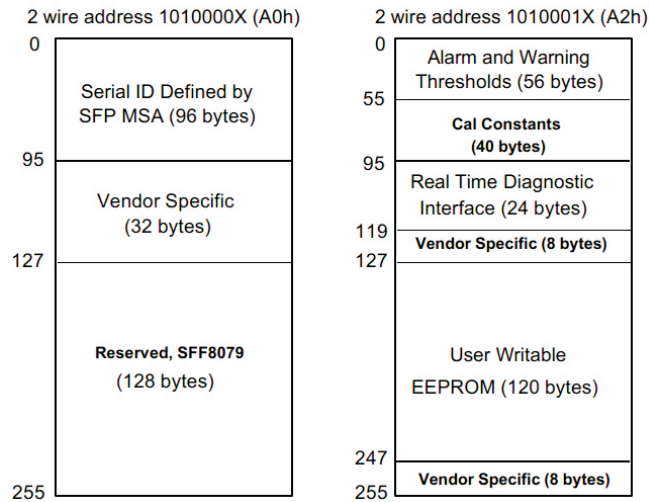 2 wire address 1010000X (A0h)
0
Serial ID Defined by
SFP MSA (96 bytes)
95
Vendor Specific
(32 bytes)
127
Reserved, SFF8079
(128 bytes)
255
2 wire address 1010001X (A2h)
0
Alarm and Warning
Thresholds (56 bytes)
55
Cal Constants
(40 bytes)
95
Real Time Diagnostic
Interface (24 bytes)
119
Vendor Specific (8 bytes)
127
User Writable
EEPROM (120 bytes)
247
Vendor Specific (8 bytes)
255